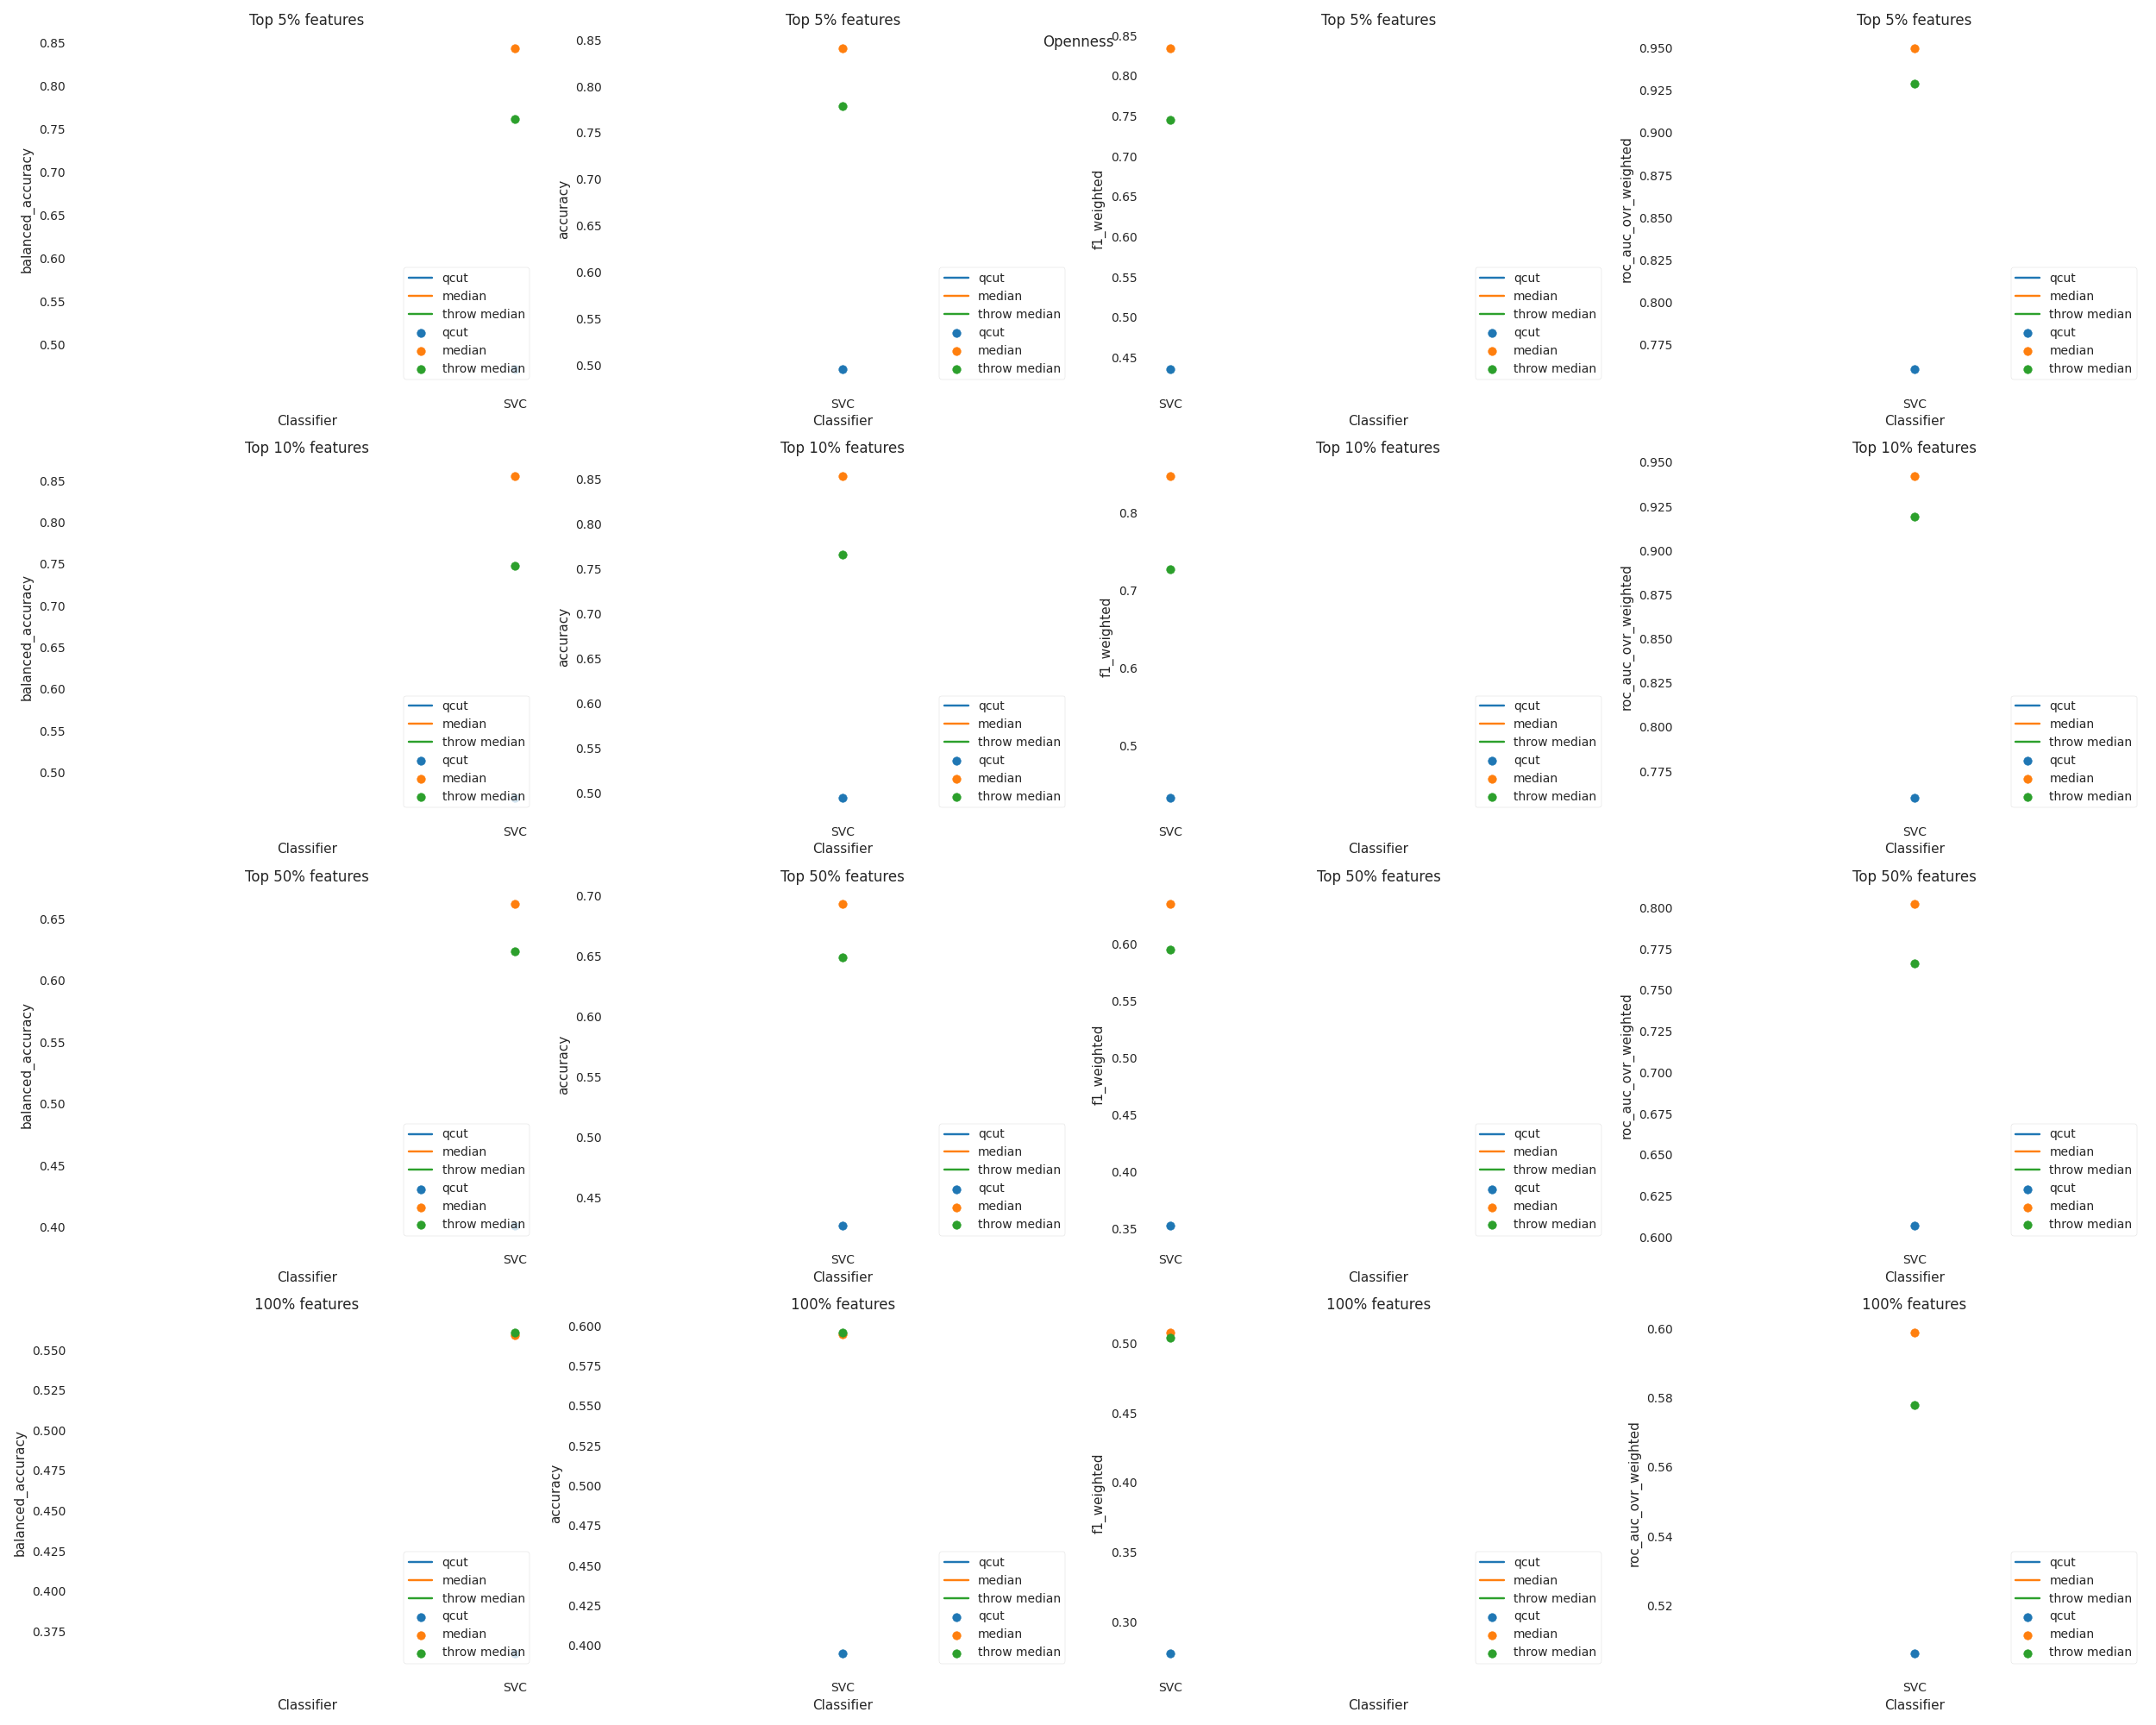 Openness
Top 5% features
0.85
0.80
0.75
0.70
0.65
0.60
0.55
0.50
balanced_accuracy
qcut
median
throw median
qcut
median
throw median
SVC
Classifier
Top 5% features
0.85
0.80
0.75
0.70
0.65
0.60
0.55
0.50
accuracy
qcut
median
throw median
qcut
median
throw median
SVC
Classifier
Top 5% features
0.85
0.80
0.75
0.70
0.65
0.60
0.55
0.50
0.45
f1_weighted
qcut
median
throw median
qcut
median
throw median
SVC
Classifier
Top 5% features
0.950
0.925
0.900
0.875
0.850
0.825
0.800
0.775
roc_auc_ovr_weighted
qcut
median
throw median
qcut
median
throw median
SVC
Classifier
Top 10% features
0.85
0.80
0.75
0.70
0.65
0.60
0.55
0.50
balanced_accuracy
qcut
median
throw median
qcut
median
throw median
SVC
Classifier
Top 10% features
0.85
0.80
0.75
0.70
0.65
0.60
0.55
0.50
accuracy
qcut
median
throw median
qcut
median
throw median
SVC
Classifier
Top 10% features
0.8
0.7
0.6
0.5
f1_weighted
qcut
median
throw median
qcut
median
throw median
SVC
Classifier
Top 10% features
0.950
0.925
0.900
0.875
0.850
0.825
0.800
0.775
roc_auc_ovr_weighted
qcut
median
throw median
qcut
median
throw median
SVC
Classifier
Top 50% features
0.65
0.60
0.55
0.50
0.45
0.40
balanced_accuracy
qcut
median
throw median
qcut
median
throw median
SVC
Classifier
Top 50% features
0.70
0.65
0.60
0.55
0.50
0.45
accuracy
qcut
median
throw median
qcut
median
throw median
SVC
Classifier
Top 50% features
0.60
0.55
0.50
0.45
0.40
0.35
f1_weighted
qcut
median
throw median
qcut
median
throw median
SVC
Classifier
Top 50% features
0.800
0.775
0.750
0.725
0.700
0.675
0.650
0.625
0.600
roc_auc_ovr_weighted
qcut
median
throw median
qcut
median
throw median
SVC
Classifier
100% features
0.550
0.525
0.500
0.475
0.450
0.425
0.400
0.375
balanced_accuracy
qcut
median
throw median
qcut
median
throw median
SVC
Classifier
100% features
0.600
0.575
0.550
0.525
0.500
0.475
0.450
0.425
0.400
accuracy
qcut
median
throw median
qcut
median
throw median
SVC
Classifier
100% features
0.50
0.45
0.40
0.35
0.30
f1_weighted
qcut
median
throw median
qcut
median
throw median
SVC
Classifier
100% features
0.60
0.58
0.56
0.54
0.52
roc_auc_ovr_weighted
qcut
median
throw median
qcut
median
throw median
SVC
Classifier